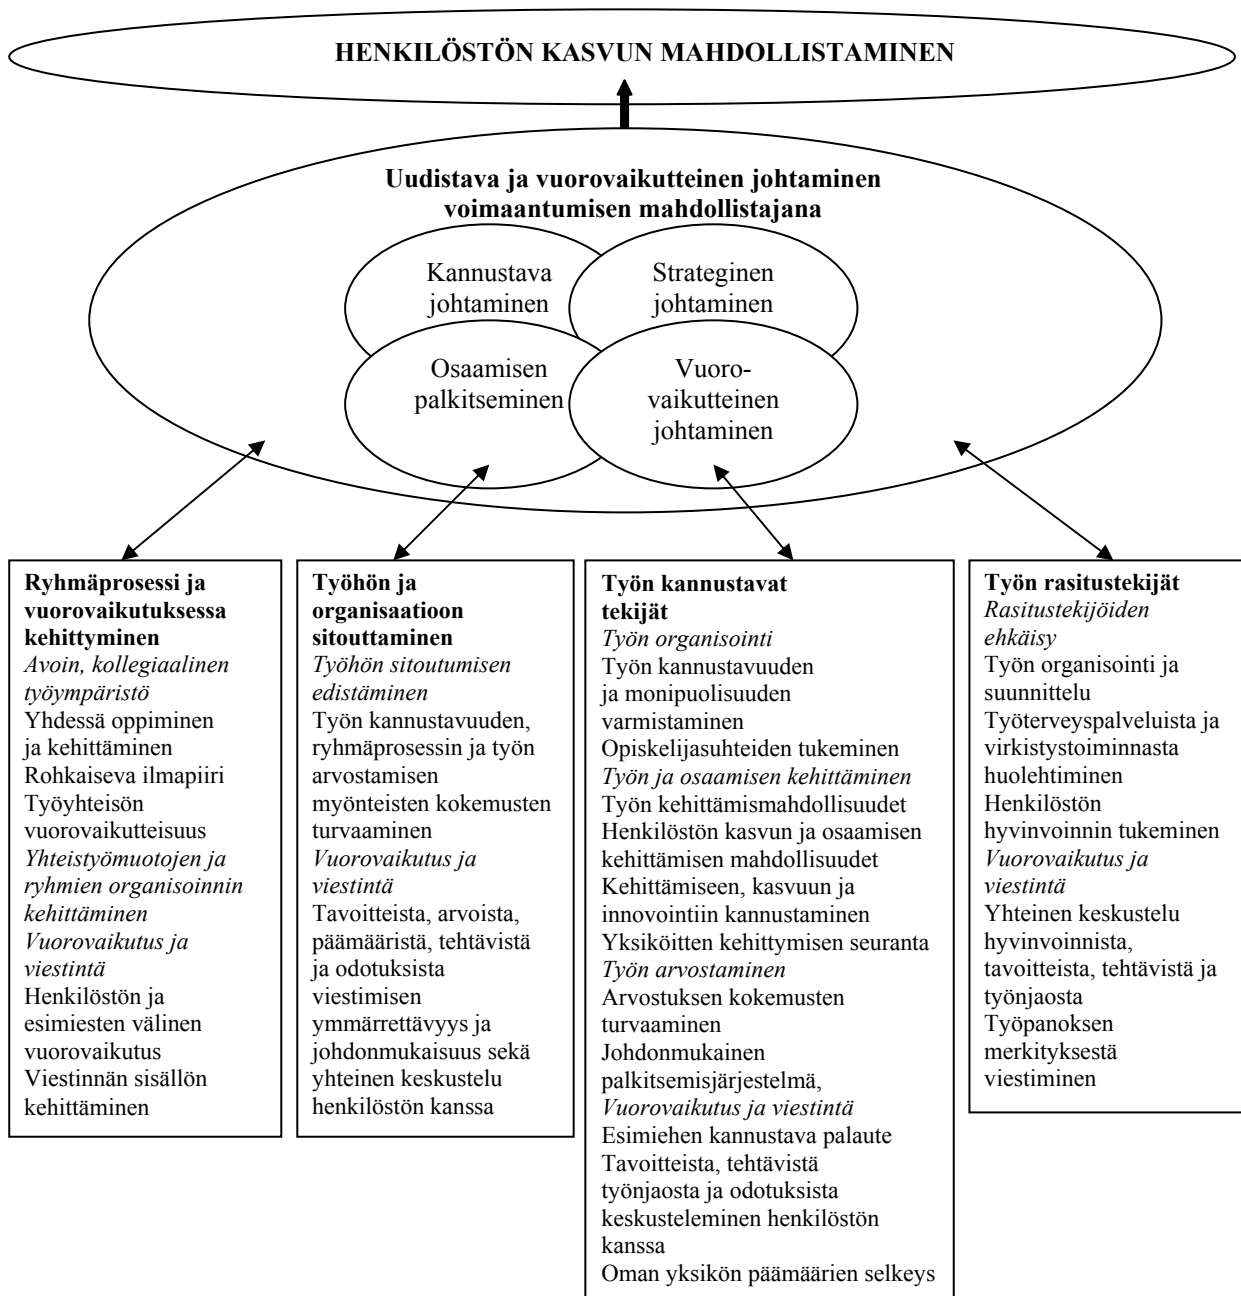 HENKILÖSTÖN KASVUN MAHDOLLISTAMINEN
Uudistava ja vuorovaikutteinen johtaminen
voimaantumisen mahdollistajana
Kannustava
johtaminen
Strateginen
johtaminen
Osaamisen
palkitseminen
Vuoro-
vaikutteinen
johtaminen
Ryhmäprosessi ja
vuorovaikutuksessa
kehittyminen
Avoin, kollegiaalinen
työympäristö
Yhdessä oppiminen
ja kehittäminen
Rohkaiseva ilmapiiri
Työyhteisön
vuorovaikutteisuus
Yhteistyömuotojen ja
ryhmien organisoinnin
kehittäminen
Vuorovaikutus ja
viestintä
Henkilöstön ja
esimiesten välinen
vuorovaikutus
Viestinnän sisällön
kehittäminen
Työhön ja
organisaatioon
sitouttaminen
Työhön sitoutumisen
edistäminen
Työn kannustavuuden,
ryhmäprosessin ja työn
arvostamisen
myönteisten kokemusten
turvaaminen
Vuorovaikutus ja
viestintä
Tavoitteista, arvoista,
päämääristä, tehtävistä
ja odotuksista
viestimisen
ymmärrettävyys ja
johdonmukaisuus sekä
yhteinen keskustelu
henkilöstön kanssa
Työn kannustavat
tekijät
Työn organisointi
Työn kannustavuuden
ja monipuolisuuden
varmistaminen
Opiskelijasuhteiden tukeminen
Työn ja osaamisen kehittäminen
Työn kehittämismahdollisuudet
Henkilöstön kasvun ja osaamisen
kehittämisen mahdollisuudet
Kehittämiseen, kasvuun ja
innovointiin kannustaminen
Yksiköitten kehittymisen seuranta
Työn arvostaminen
Arvostuksen kokemusten
turvaaminen
Johdonmukainen
palkitsemisjärjestelmä,
Vuorovaikutus ja viestintä
Esimiehen kannustava palaute
Tavoitteista, tehtävistä
työnjaosta ja odotuksista
keskusteleminen henkilöstön
kanssa
Oman yksikön päämäärien selkeys
Työn rasitustekijät
Rasitustekijöiden
ehkäisy
Työn organisointi ja
suunnittelu
Työterveyspalveluista ja
virkistystoiminnasta
huolehtiminen
Henkilöstön
hyvinvoinnin tukeminen
Vuorovaikutus ja
viestintä
Yhteinen keskustelu
hyvinvoinnista,
tavoitteista, tehtävistä ja
työnjaosta
Työpanoksen
merkityksestä
viestiminen